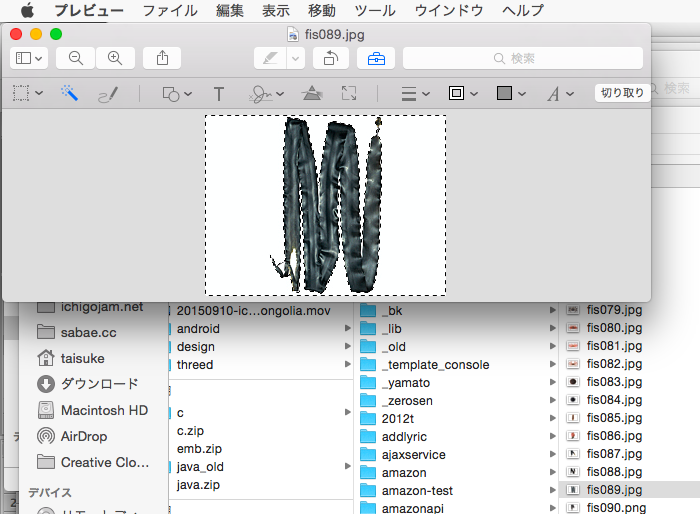 プレビュー ファイル 編集 表示 移動 ツール ウインドウ ヘルプ
fis089.jpg
検索
T A 切り取り
検索
ichigojam.net
sabae.cc
taisuke
ダウンロード
Macintosh HD
AirDrop
Creative Clo...
デバイス
20150910-ic...ongolia.mov
android
design
threed
c
c.zip
emb.zip
java_old
java.zip
_bk
_lib
_old
_template_console
_yamato
_zerosen
2012t
addlyric
ajaxservice
amazon
amazon-test
amazonapi
fis079.jpg
fis080.jpg
fis081.jpg
fis082.jpg
fis083.jpg
fis084.jpg
fis085.jpg
fis086.jpg
fis087.jpg
fis088.jpg
fis089.jpg
fis090.png